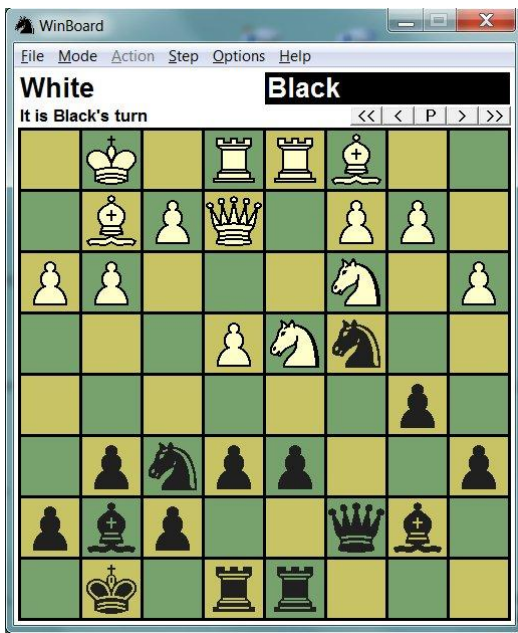 WinBoard
File Mode Action Step Options Help
White Black
It is Black's turn << < P > >>